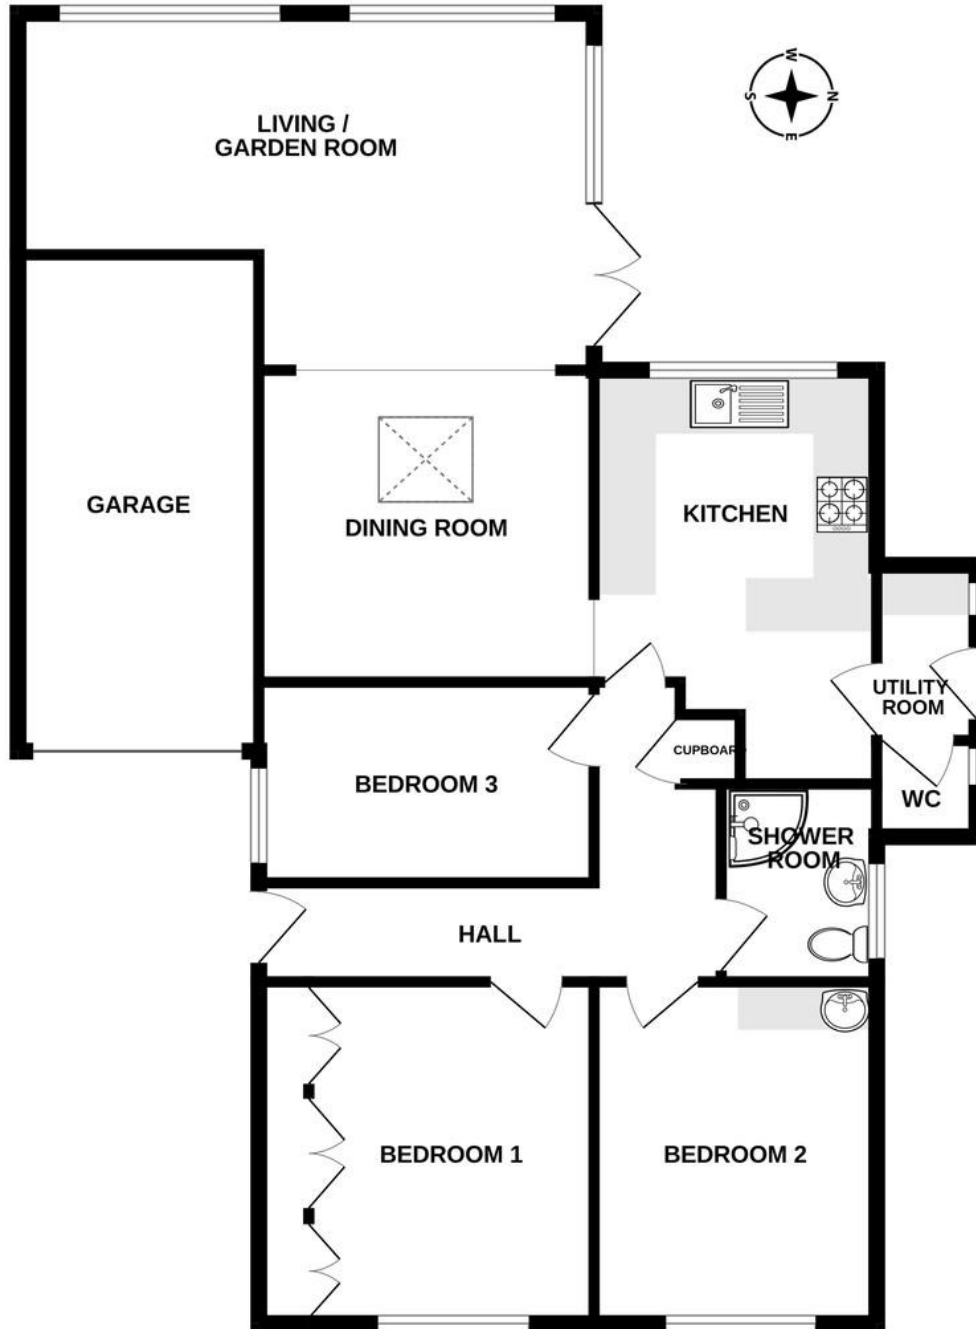 LIVING /
GARDEN ROOM
W
S
N
E
GARAGE
DINING ROOM
KITCHEN
UTILITY
ROOM
CUPBOARD
BEDROOM 3
WC
SHOWER
ROOM
HALL
BEDROOM 1
BEDROOM 2